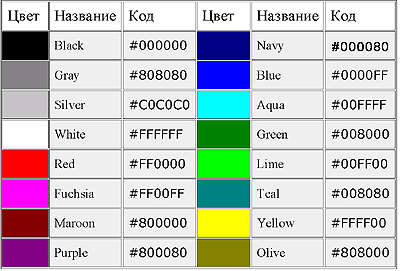 Цвет Название Код Цвет Название Код
Black #000000 Navy #000080
Gray #808080 Blue #0000FF
Silver #C0C0C0 Aqua #00FFFF
White #FFFFFF Green #008000
Red #FF0000 Lime #00FF00
Fuchsia #FF00FF Teal #008080
Maroon #800000 Yellow #FFFF00
Purple #800080 Olive #808000